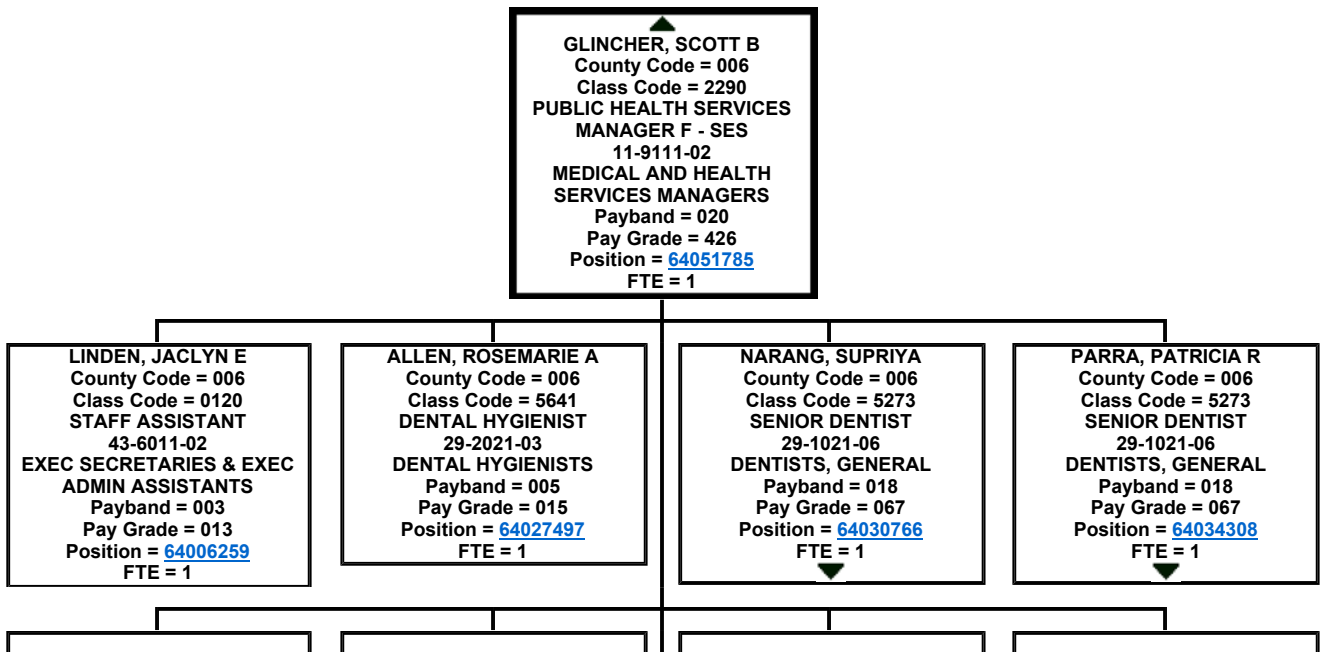 GLINCHER, SCOTT B
County Code = 006
Class Code = 2290
PUBLIC HEALTH SERVICES
MANAGER F - SES
11-9111-02
MEDICAL AND HEALTH
SERVICES MANAGERS
Payband = 020
Pay Grade = 426
Position = 64051785
FTE = 1
LINDEN, JACLYN E
County Code = 006
Class Code = 0120
STAFF ASSISTANT
43-6011-02
EXEC SECRETARIES & EXEC
ADMIN ASSISTANTS
Payband = 003
Pay Grade = 013
Position = 64006259
FTE = 1
ALLEN, ROSEMARIE A
County Code = 006
Class Code = 5641
DENTAL HYGIENIST
29-2021-03
DENTAL HYGIENISTS
Payband = 005
Pay Grade = 015
Position = 64027497
FTE = 1
NARANG, SUPRIYA
County Code = 006
Class Code = 5273
SENIOR DENTIST
29-1021-06
DENTISTS, GENERAL
Payband = 018
Pay Grade = 067
Position = 64030766
FTE = 1
PARRA, PATRICIA R
County Code = 006
Class Code = 5273
SENIOR DENTIST
29-1021-06
DENTISTS, GENERAL
Payband = 018
Pay Grade = 067
Position = 64034308
FTE = 1